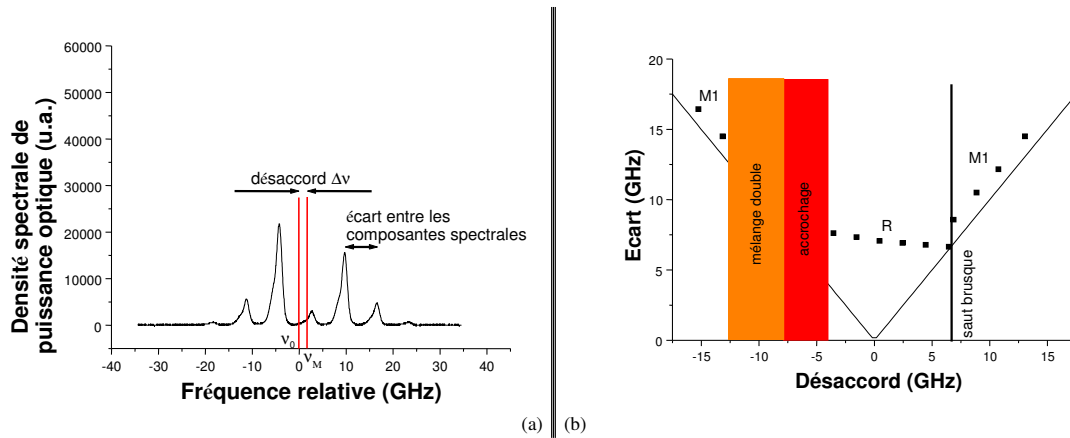 Densité spectrale de
puissance optique (u.a.)
60000
50000
40000
30000
20000
10000
0
désaccord Δν
écart entre les
composantes spectrales
ν0
νM
-40 -30 -20 -10 0 10 20 30 40
Fréquence relative (GHz)
(a)
(b)
Ecart (GHz)
20
15
10
5
0
M1
mélange double
accrochage
R
M1
saut brusque
-15 -10 -5 0 5 10 15
Désaccord (GHz)